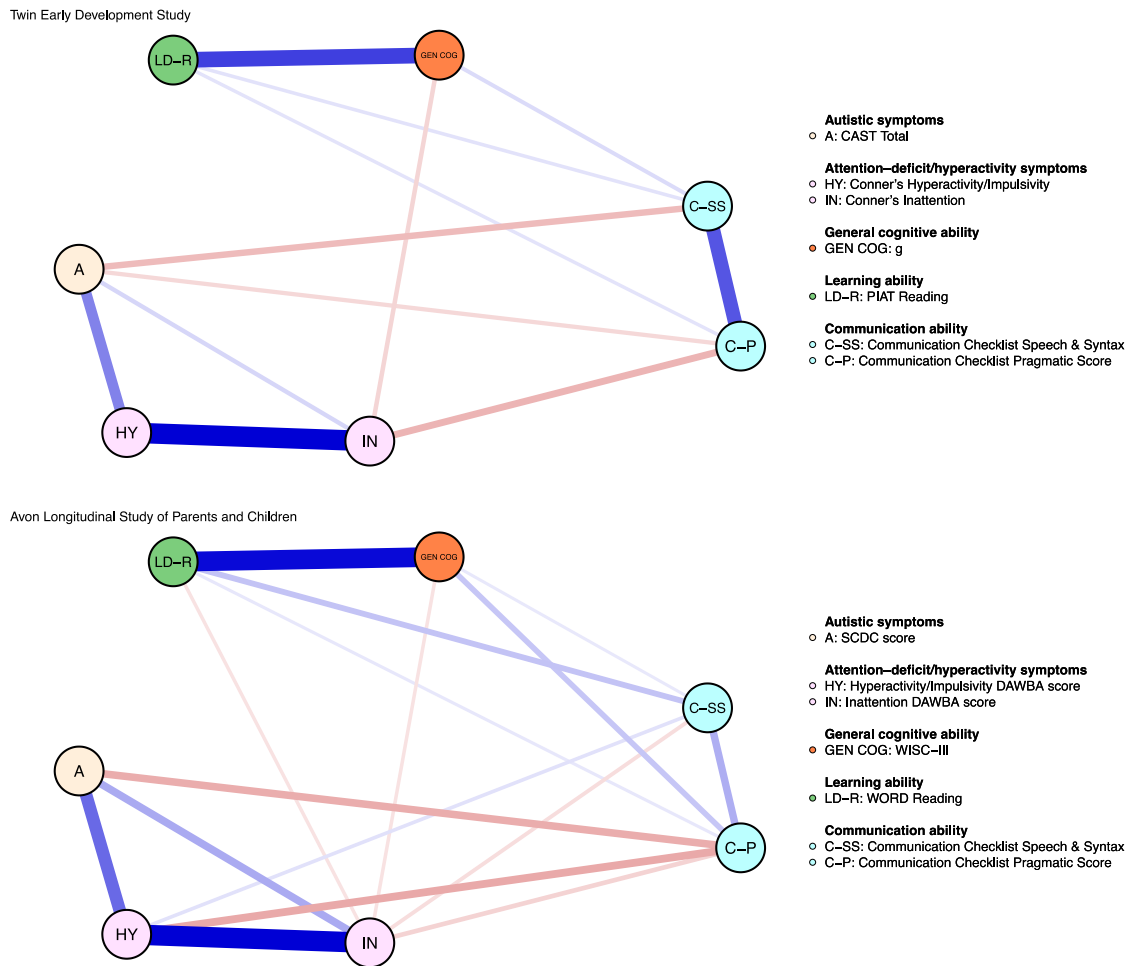 Twin Early Development Study
LD–R
GEN COG
C–SS
A
C–P
HY
IN
Autistic symptoms
A: CAST Total
Attention–deficit/hyperactivity symptoms
HY: Conner's Hyperactivity/Impulsivity
IN: Conner's Inattention
General cognitive ability
GEN COG: g
Learning ability
LD–R: PIAT Reading
Communication ability
C–SS: Communication Checklist Speech & Syntax
C–P: Communication Checklist Pragmatic Score
Avon Longitudinal Study of Parents and Children
LD–R
GEN COG
C–SS
A
C–P
HY
IN
Autistic symptoms
A: SCDC score
Attention–deficit/hyperactivity symptoms
HY: Hyperactivity/Impulsivity DAWBA score
IN: Inattention DAWBA score
General cognitive ability
GEN COG: WISC–III
Learning ability
LD–R: WORD Reading
Communication ability
C–SS: Communication Checklist Speech & Syntax
C–P: Communication Checklist Pragmatic Score